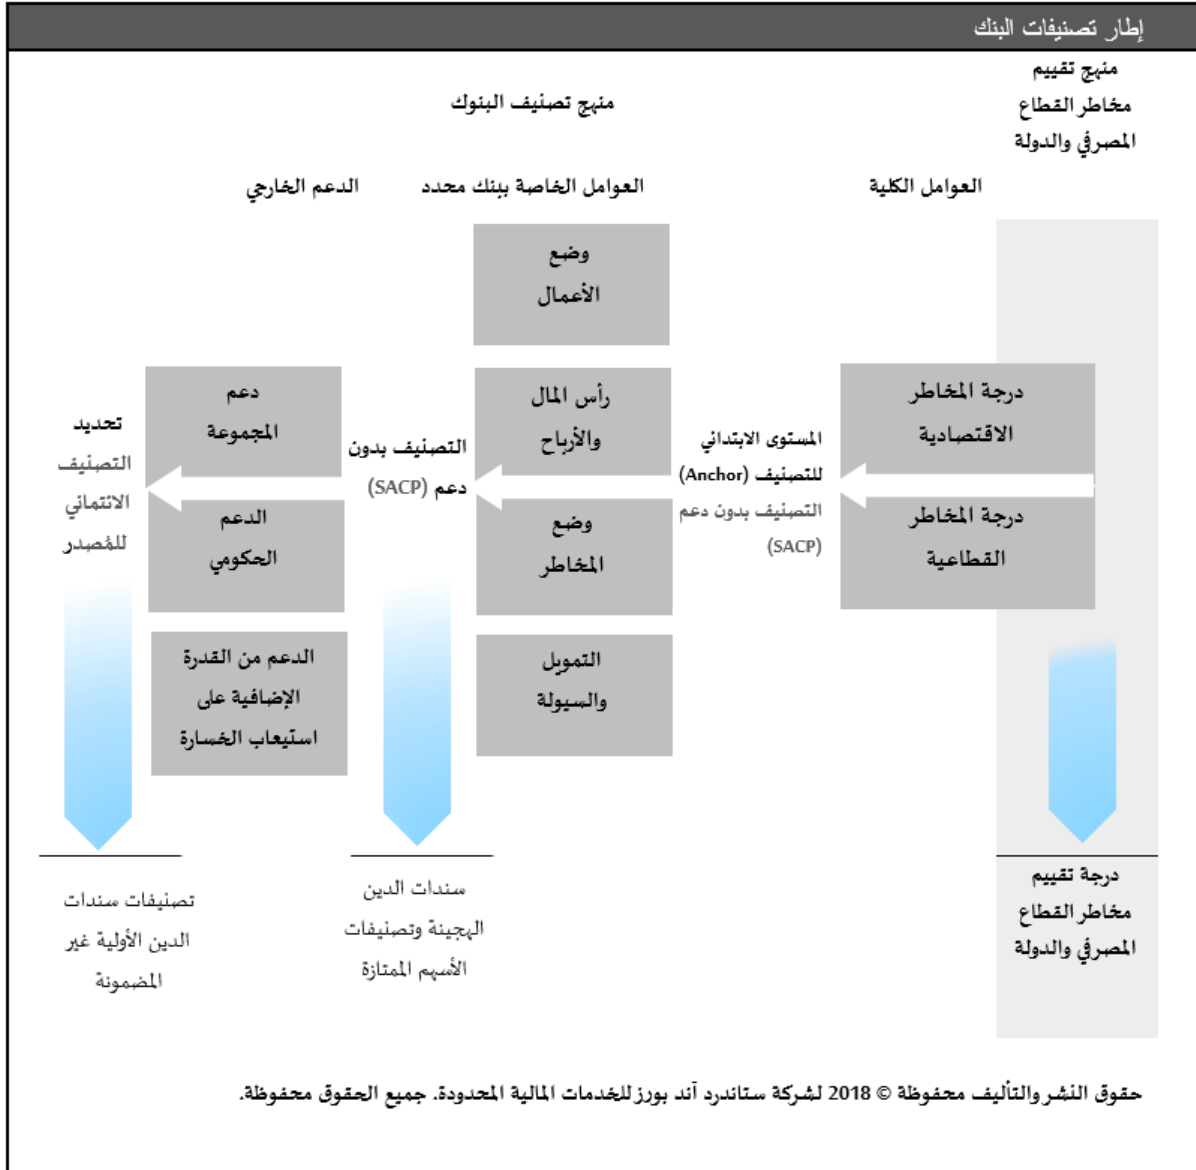 إطار تصنيفات البنك
منهج تقييم
مخاطر القطاع
المصرفي والدولة
منهج تصنيف البنوك
العوامل الكلية
العوامل الخاصة ببنك محدد
الدعم الخارجي
درجة المخاطر
الاقتصادية
درجة المخاطر
القطاعية
المستوى الابتدائي
للتصنيف (Anchor)
التصنيف بدون دعم
(SACP)
وضع
الأعمال
رأس المال
والأرباح
وضع
المخاطر
التمويل
والسيولة
التصنيف بدون
دعم (SACP)
دعم
المجموعة
الدعم
الحكومي
الدعم من القدرة
الإضافية على
استيعاب الخسارة
تحديد
التصنيف
الائتماني
للمُصدر
درجة تقييم
مخاطر القطاع
المصرفي والدولة
سندات الدين
الهجينة وتصنيفات
الأسهم الممتازة
تصنيفات سندات
الدين الأولية غير
المضمونة
حقوق النشر والتأليف محفوظة © 2018 لشركة ستاندرد آند بورز للخدمات المالية المحدودة. جميع الحقوق محفوظة.